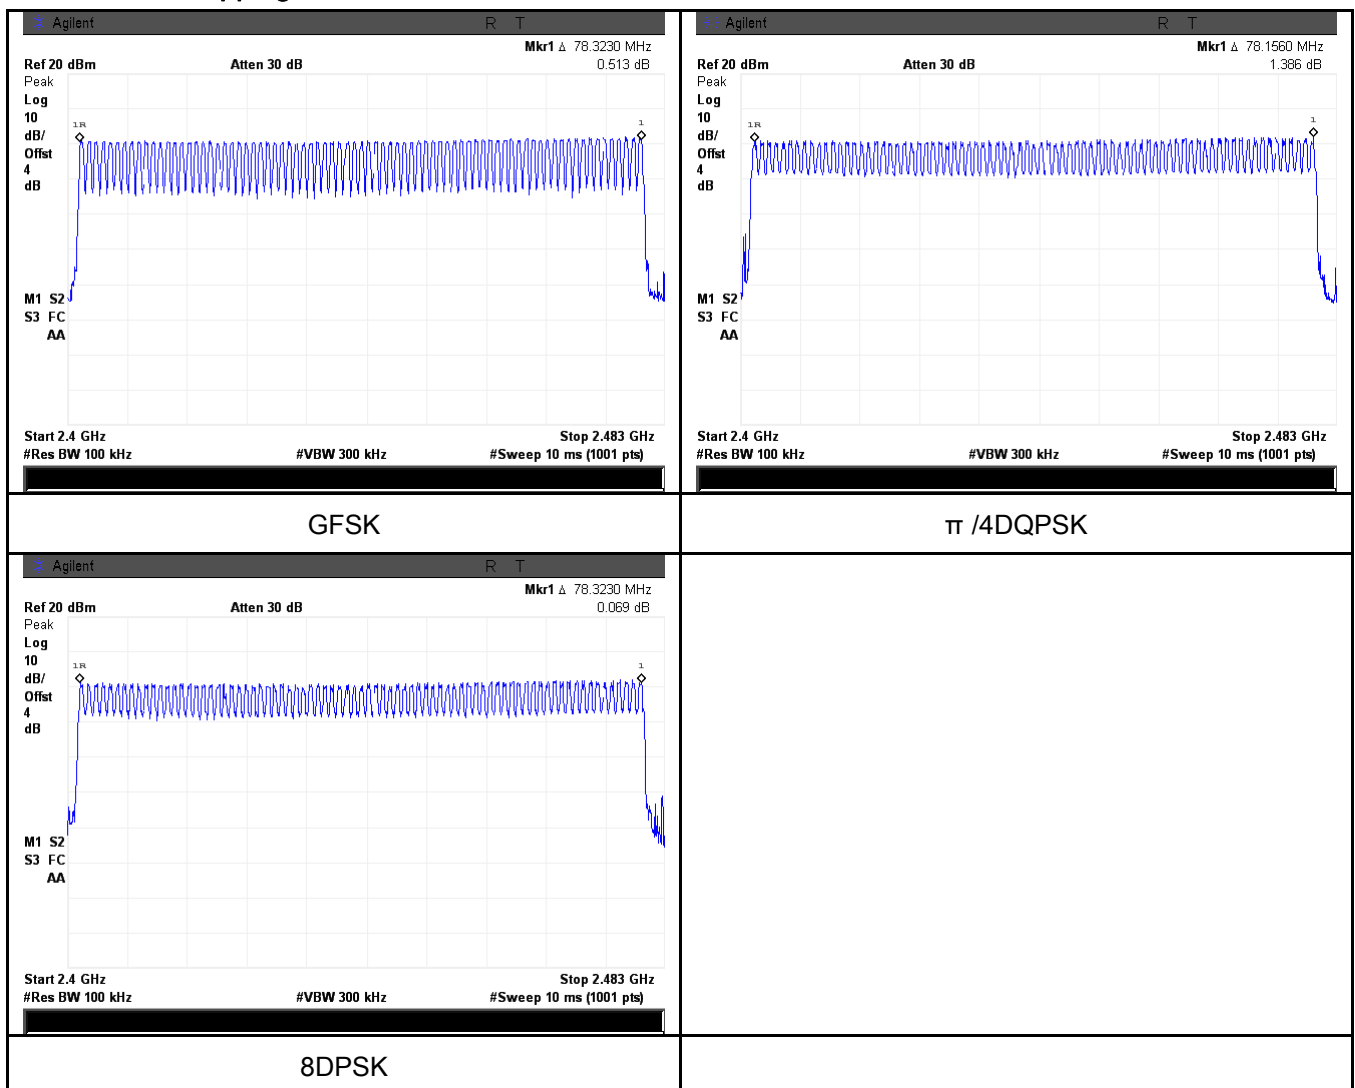 Agilent R T
Mkr1 Δ 78.3230 MHz
Ref 20 dBm Atten 30 dB 0.513 dB
Peak
Log
10
dB/
Offst
4
dB
1R
1
M1 S2
S3 FC
AA
Start 2.4 GHz Stop 2.483 GHz
#Res BW 100 kHz #VBW 300 kHz #Sweep 10 ms (1001 pts)
GFSK
Agilent R T
Mkr1 Δ 78.1560 MHz
Ref 20 dBm Atten 30 dB 1.386 dB
Peak
Log
10
dB/
Offst
4
dB
1R
1
M1 S2
S3 FC
AA
Start 2.4 GHz Stop 2.483 GHz
#Res BW 100 kHz #VBW 300 kHz #Sweep 10 ms (1001 pts)
π /4DQPSK
Agilent R T
Mkr1 Δ 78.3230 MHz
Ref 20 dBm Atten 30 dB 0.069 dB
Peak
Log
10
dB/
Offst
4
dB
1R
1
M1 S2
S3 FC
AA
Start 2.4 GHz Stop 2.483 GHz
#Res BW 100 kHz #VBW 300 kHz #Sweep 10 ms (1001 pts)
8DPSK